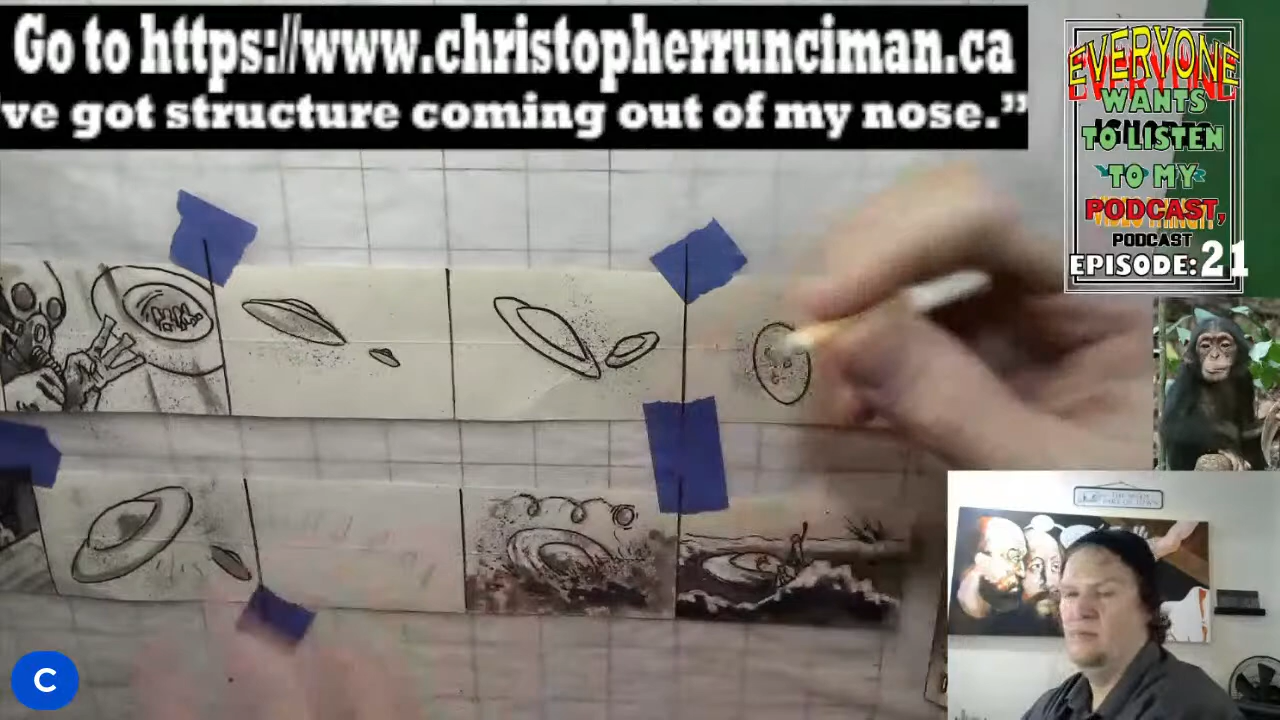 Go to https://www.christopherrunciman.ca
've got structure coming out of my nose.”
EVERYONE
WANTS
TO LISTEN
TO MY
PODCAST,
PODCAST
EPISODE:21
C